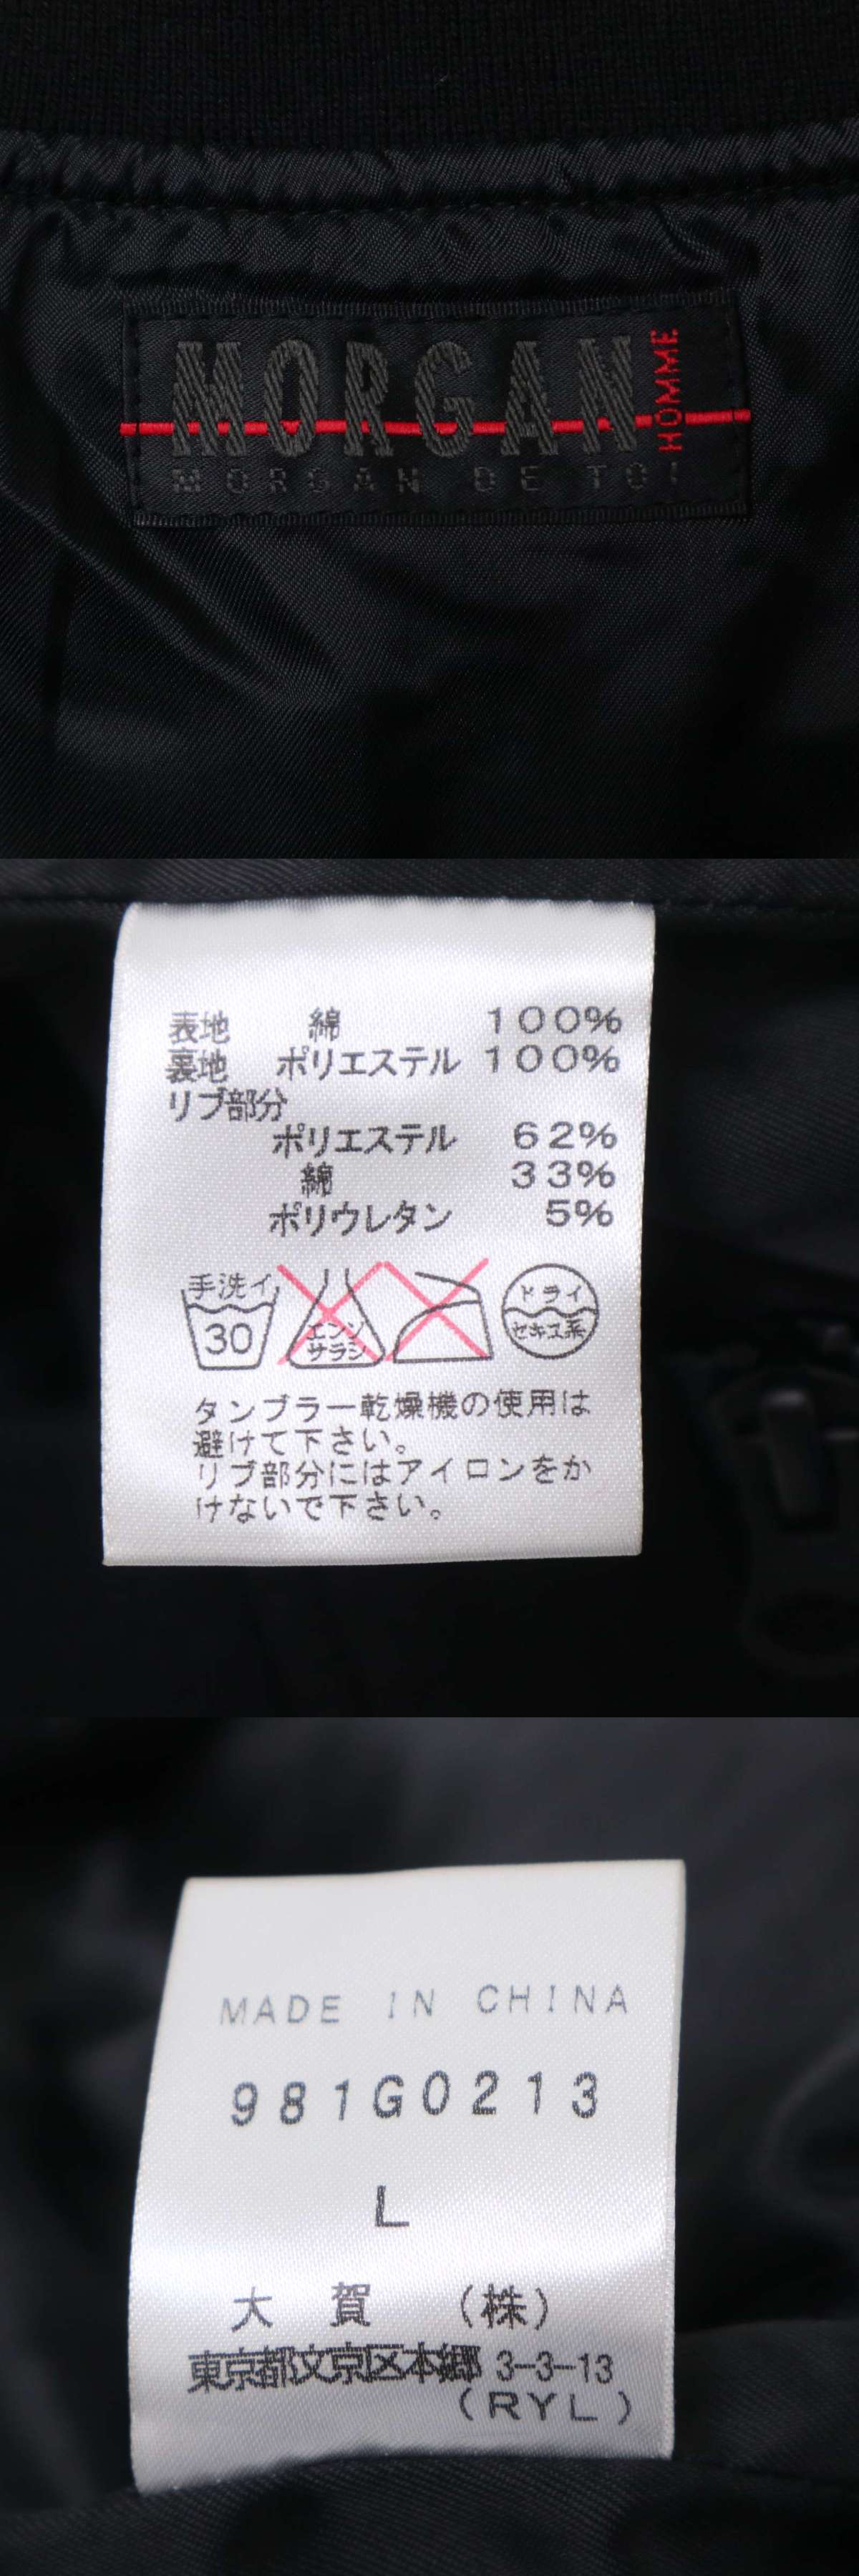 MORGAN
HOMME
MORGAN DE TOI
表地 綿 100%
裏地 ポリエステル 100%
リブ部分
ポリエステル 62%
綿 33%
ポリウレタン 5%
手洗イ
30
エンソ
サラシ
ドライ
セキユ系
タンブラー乾燥機の使用は
避けて下さい。
リブ部分にはアイロンをか
けないで下さい。
MADE IN CHINA
981G0213
L
大賀 (株)
東京都文京区本郷 3-3-13
(RYL)